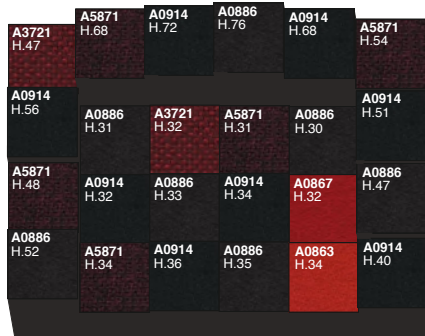 A3721
H.47
A5871
H.68
A0914
H.72
A0886
H.76
A0914
H.68
A5871
H.54
A0914
H.56
A0886
H.31
A3721
H.32
A5871
H.31
A0886
H.30
A0914
H.51
A5871
H.48
A0914
H.32
A0886
H.33
A0914
H.34
A0867
H.32
A0886
H.47
A0886
H.52
A5871
H.34
A0914
H.36
A0886
H.35
A0863
H.34
A0914
H.40